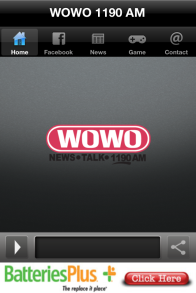 WOWO 1190 AM
Home Facebook News Game Contact
WOWO
NEWS•TALK•1190 AM
BatteriesPlus+ Click Here
The replace it place